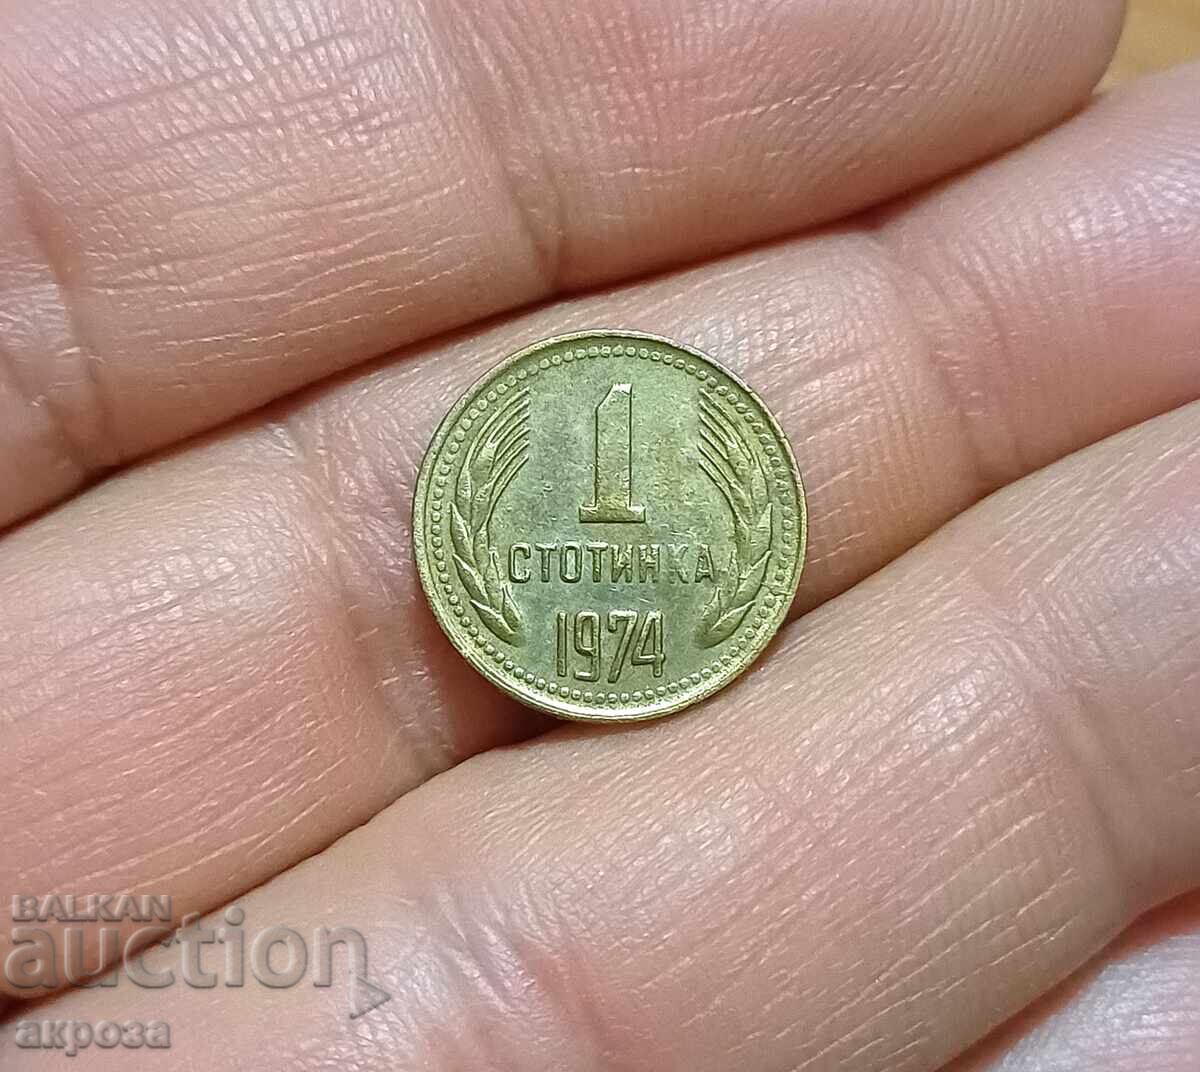 1
СТОТИНКА
1974
BALKAN
auction
акроза